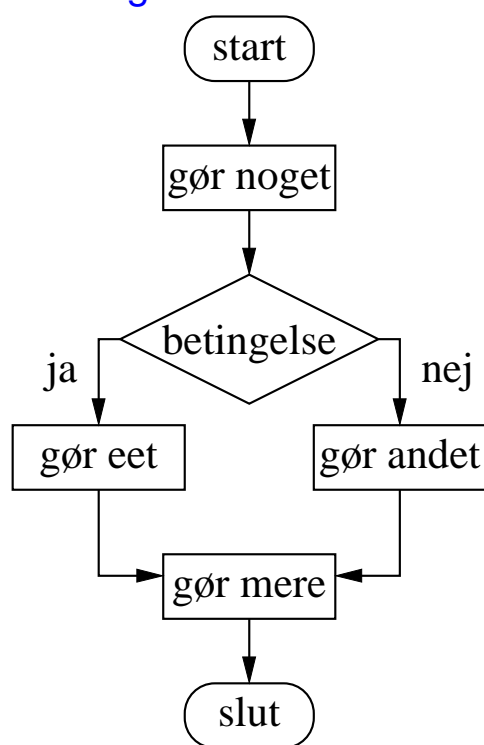 start
gør noget
betingelse
ja
nej
gør eet
gør andet
gør mere
slut